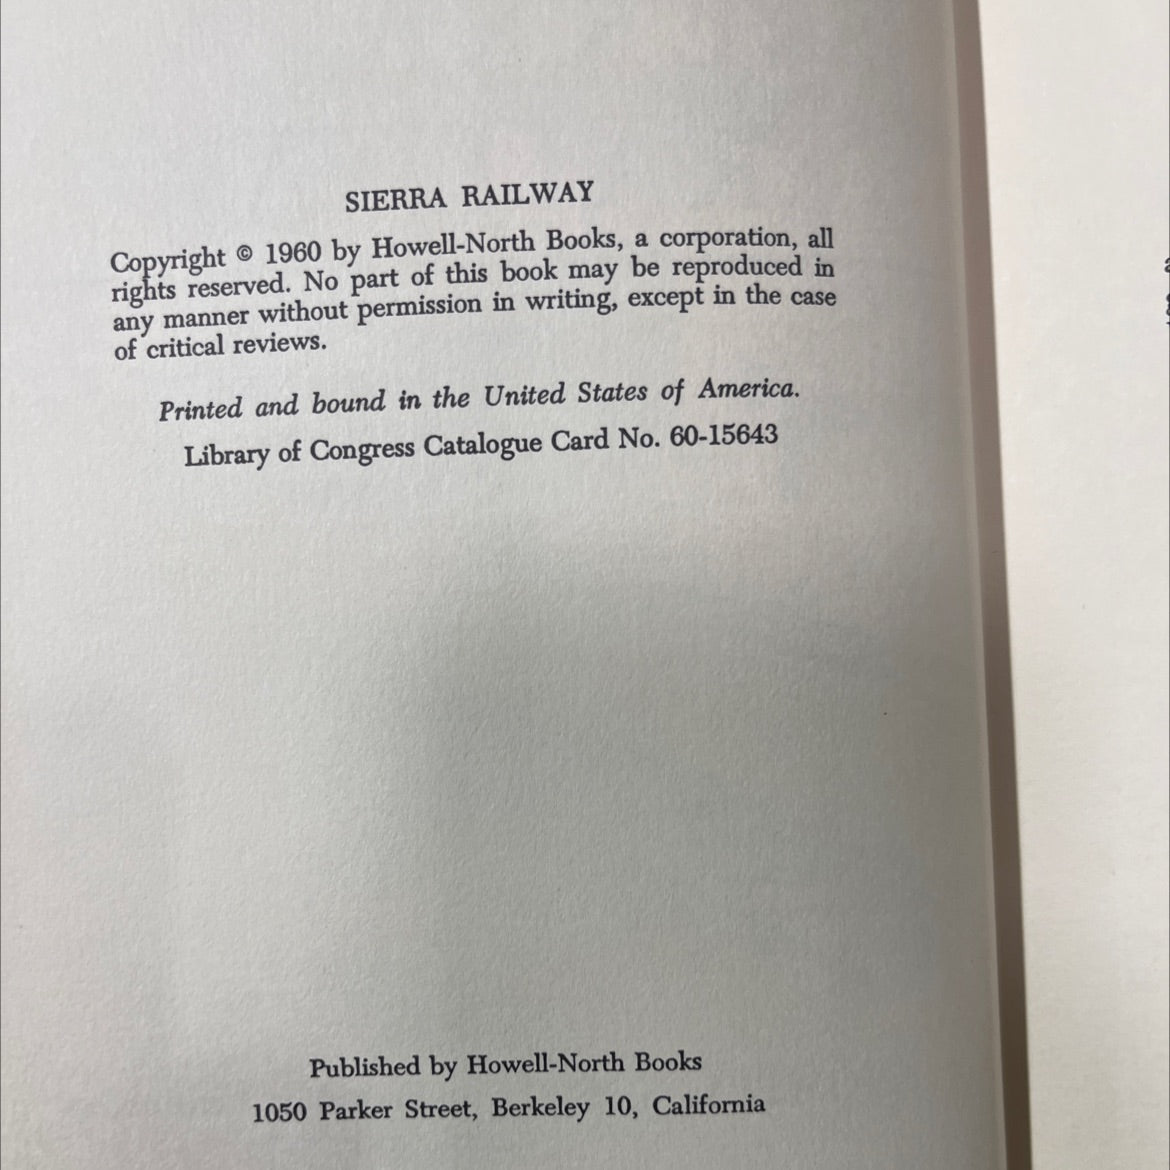 SIERRA RAILWAY
Copyright © 1960 by Howell-North Books, a corporation, all
rights reserved. No part of this book may be reproduced in
any manner without permission in writing, except in the case
of critical reviews.
Printed and bound in the United States of America.
Library of Congress Catalogue Card No. 60-15643
Published by Howell-North Books
1050 Parker Street, Berkeley 10, California